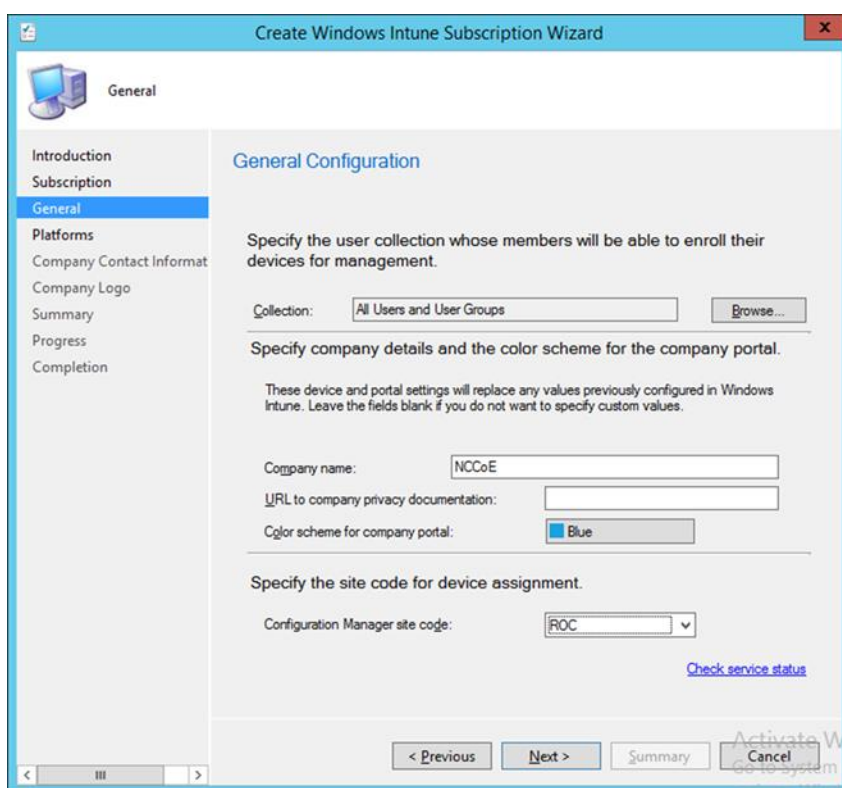 Create Windows Intune Subscription Wizard
x
General
Introduction
Subscription
General
Platforms
Company Contact Informat
Company Logo
Summary
Progress
Completion
General Configuration
Specify the user collection whose members will be able to enroll their
devices for management.
Collection: All Users and User Groups Browse...
Specify company details and the color scheme for the company portal.
These device and portal settings will replace any values previously configured in Windows
Intune. Leave the fields blank if you do not want to specify custom values.
Company name: NCCoE
URL to company privacy documentation:
Color scheme for company portal: Blue
Specify the site code for device assignment.
Configuration Manager site code: ROC
Check service status
< Previous Next > Summary Cancel
Activate W
Go to System